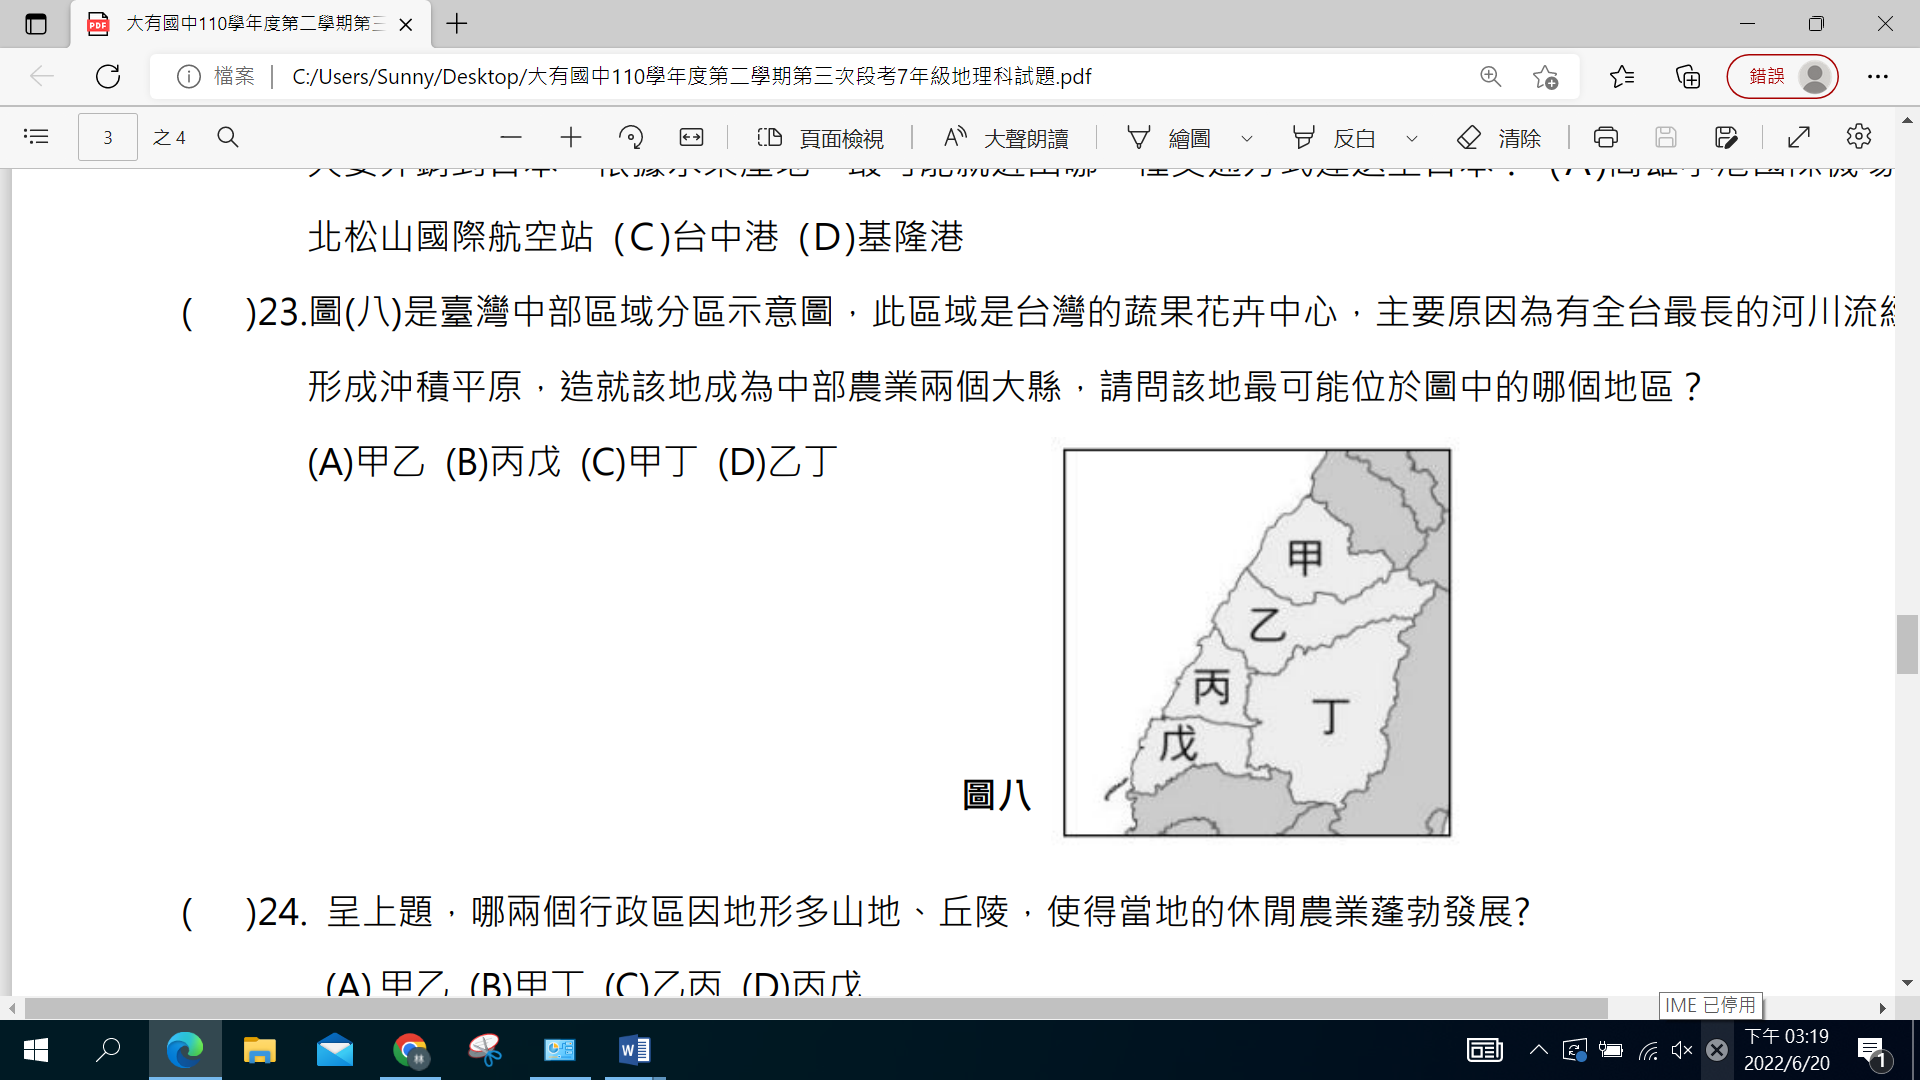 大有國中110學年度第二學期第三
檔案
C:/Users/Sunny/Desktop/大有國中110學年度第二學期第三次段考7年級地理科試題.pdf
錯誤
3 之 4
頁面檢視
大聲朗讀
繪圖
反白
清除
北松山國際航空站 (C)台中港 (D)基隆港
( )23.圖(八)是臺灣中部區域分區示意圖，此區域是台灣的蔬果花卉中心，主要原因為有全台最長的河川流經
形成沖積平原，造就該地成為中部農業兩個大縣，請問該地最可能位於圖中的哪個地區？
(A)甲乙 (B)丙戊 (C)甲丁 (D)乙丁
甲
乙
丙
丁
戊
圖八
( )24. 呈上題，哪兩個行政區因地形多山地、丘陵，使得當地的休閒農業蓬勃發展?
(A) 甲乙 (B)甲丁 (C)乙丙 (D)丙戊
IME 已停用
林
下午 03:19
2022/6/20
1